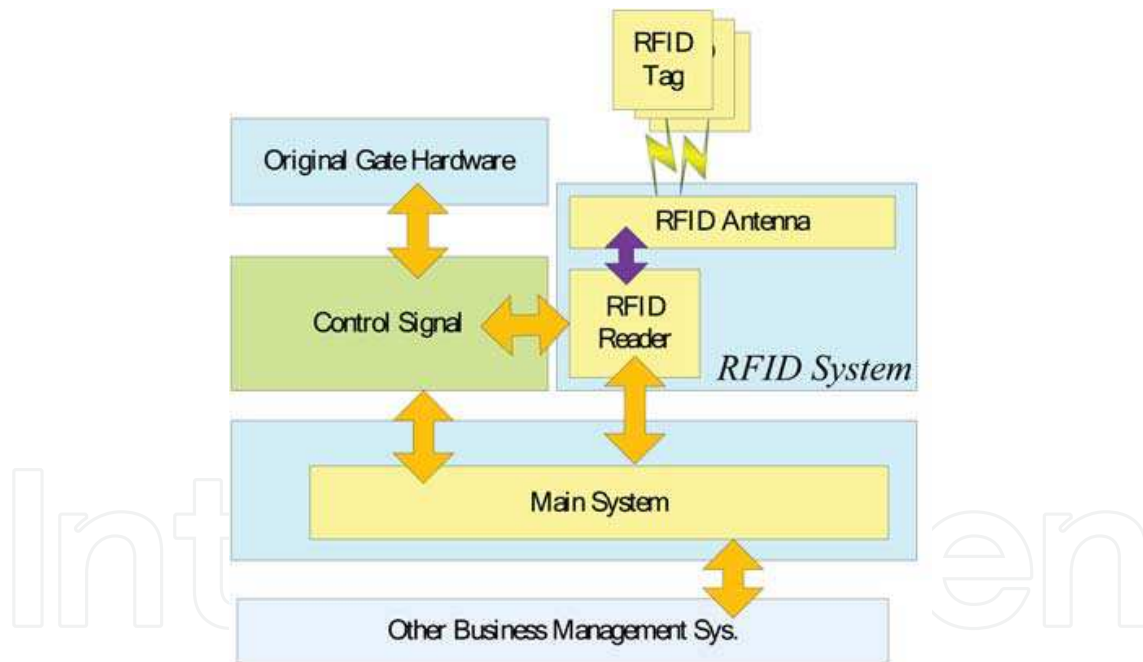 RFID
Tag
Original Gate Hardware
RFID Antenna
Control Signal
RFID
Reader
RFID System
Main System
Other Business Management Sys.